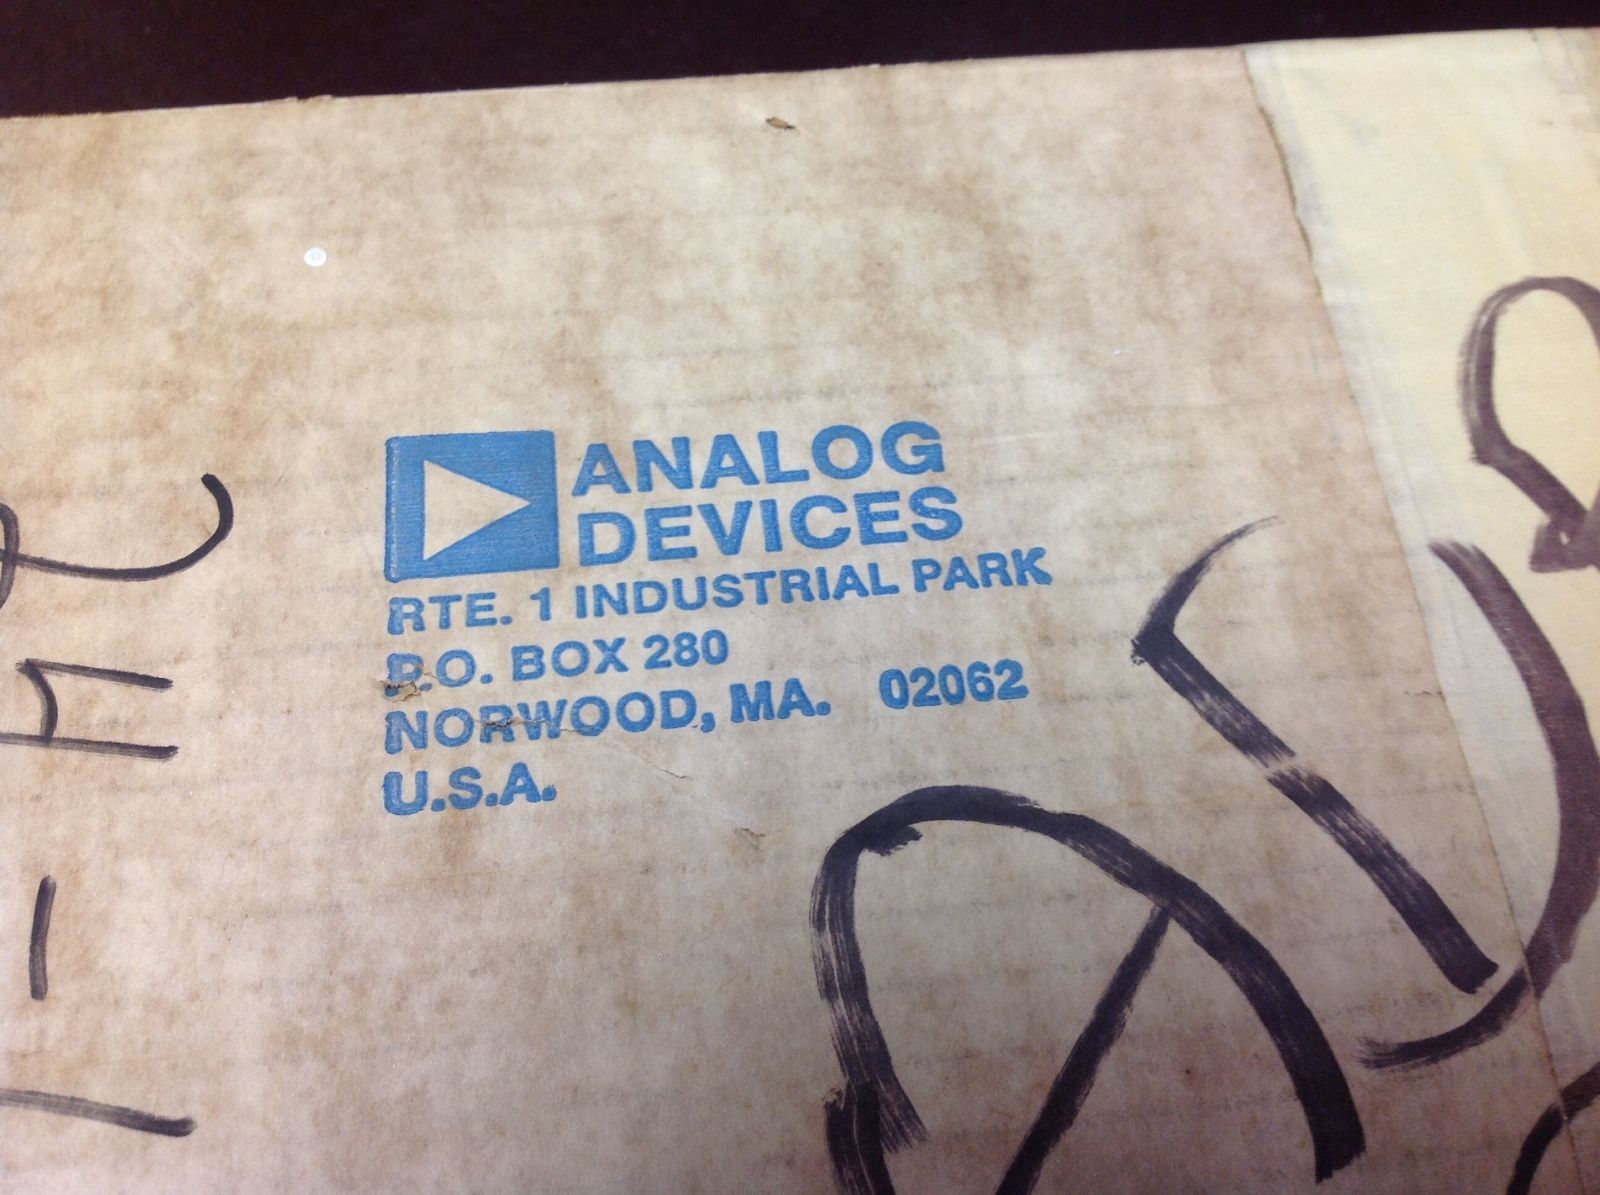 ANALOG
DEVICES
RTE. 1 INDUSTRIAL PARK
P.O. BOX 280
NORWOOD, MA. 02062
U.S.A.